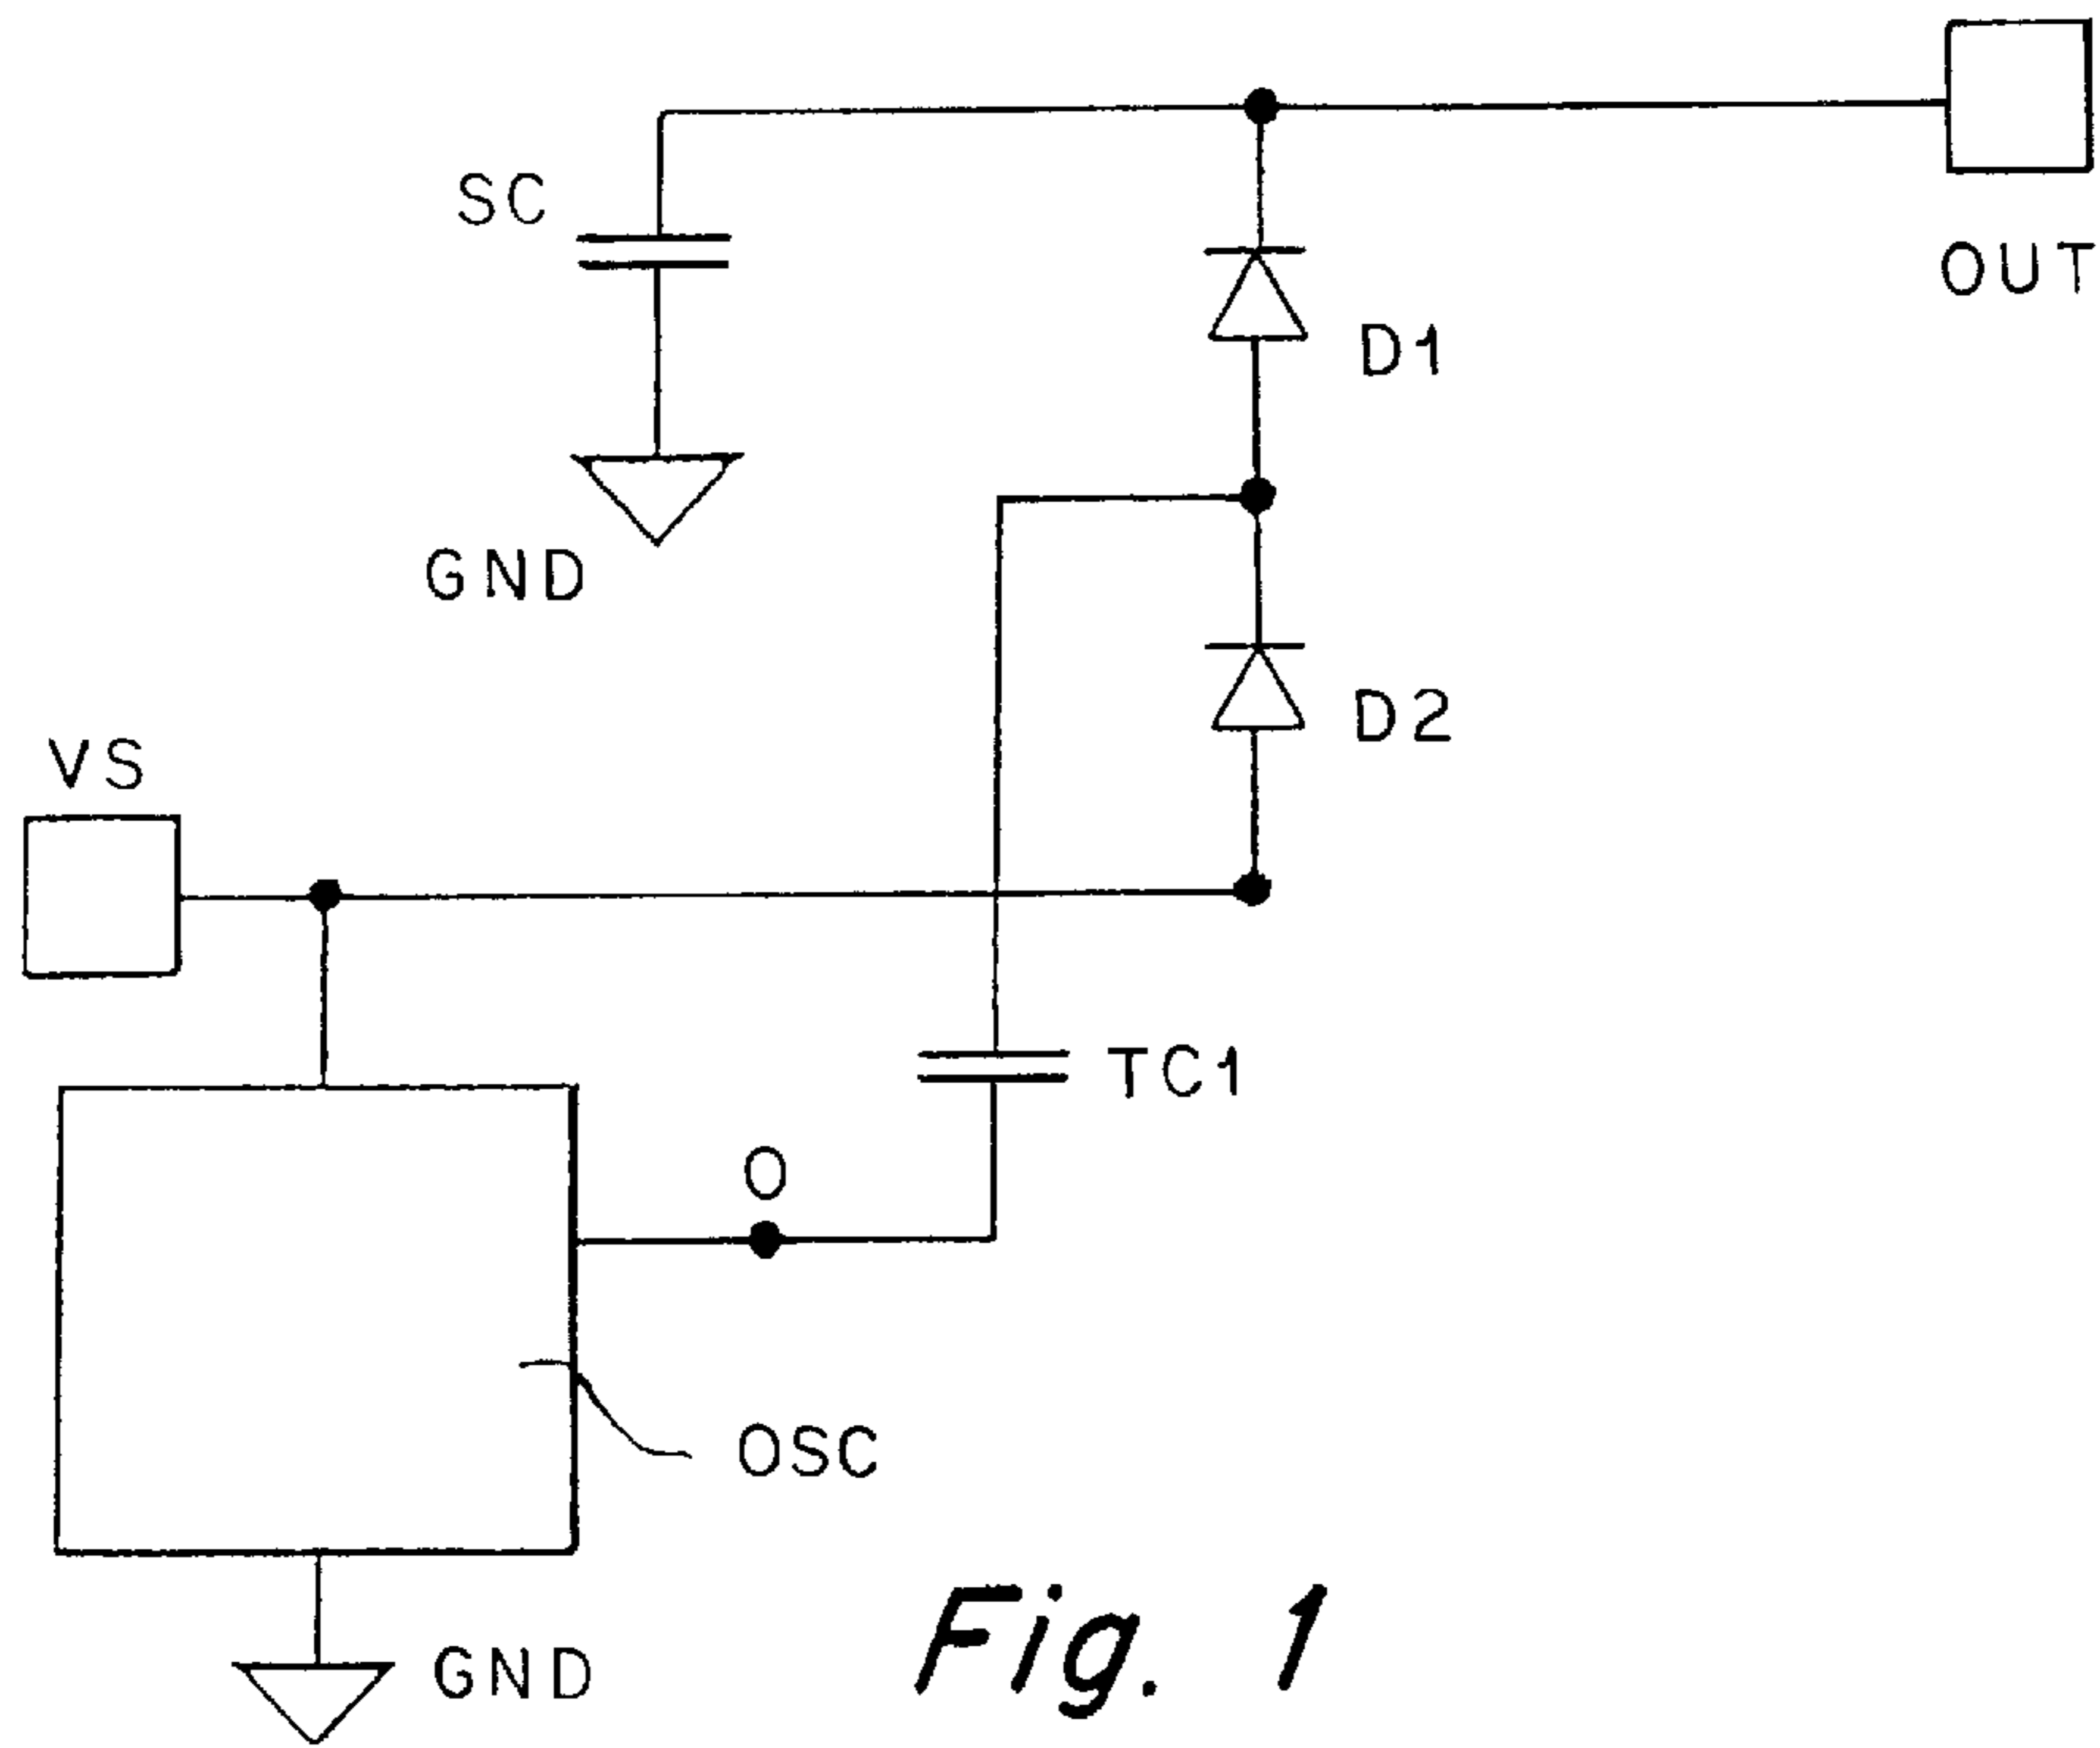 SC
OUT
D1
GND
D2
VS
TC1
O
OSC
GND
Fig. 1